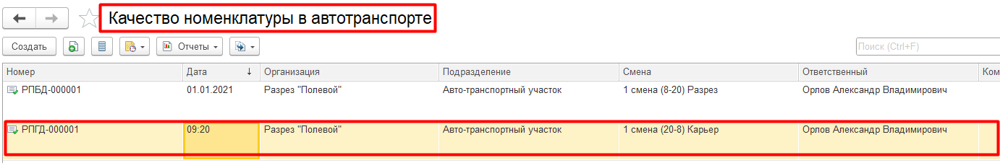 Качество номенклатуры в автотранспорте
Создать Отчеты Поиск (Ctrl+F)
Номер Дата ↓ Организация Подразделение Смена Ответственный Ком
РПБД-000001 01.01.2021 Разрез "Полевой" Авто-транспортный участок 1 смена (8-20) Разрез Орлов Александр Владимирович
РПГД-000001 09:20 Разрез "Полевой" Авто-транспортный участок 1 смена (20-8) Карьер Орлов Александр Владимирович